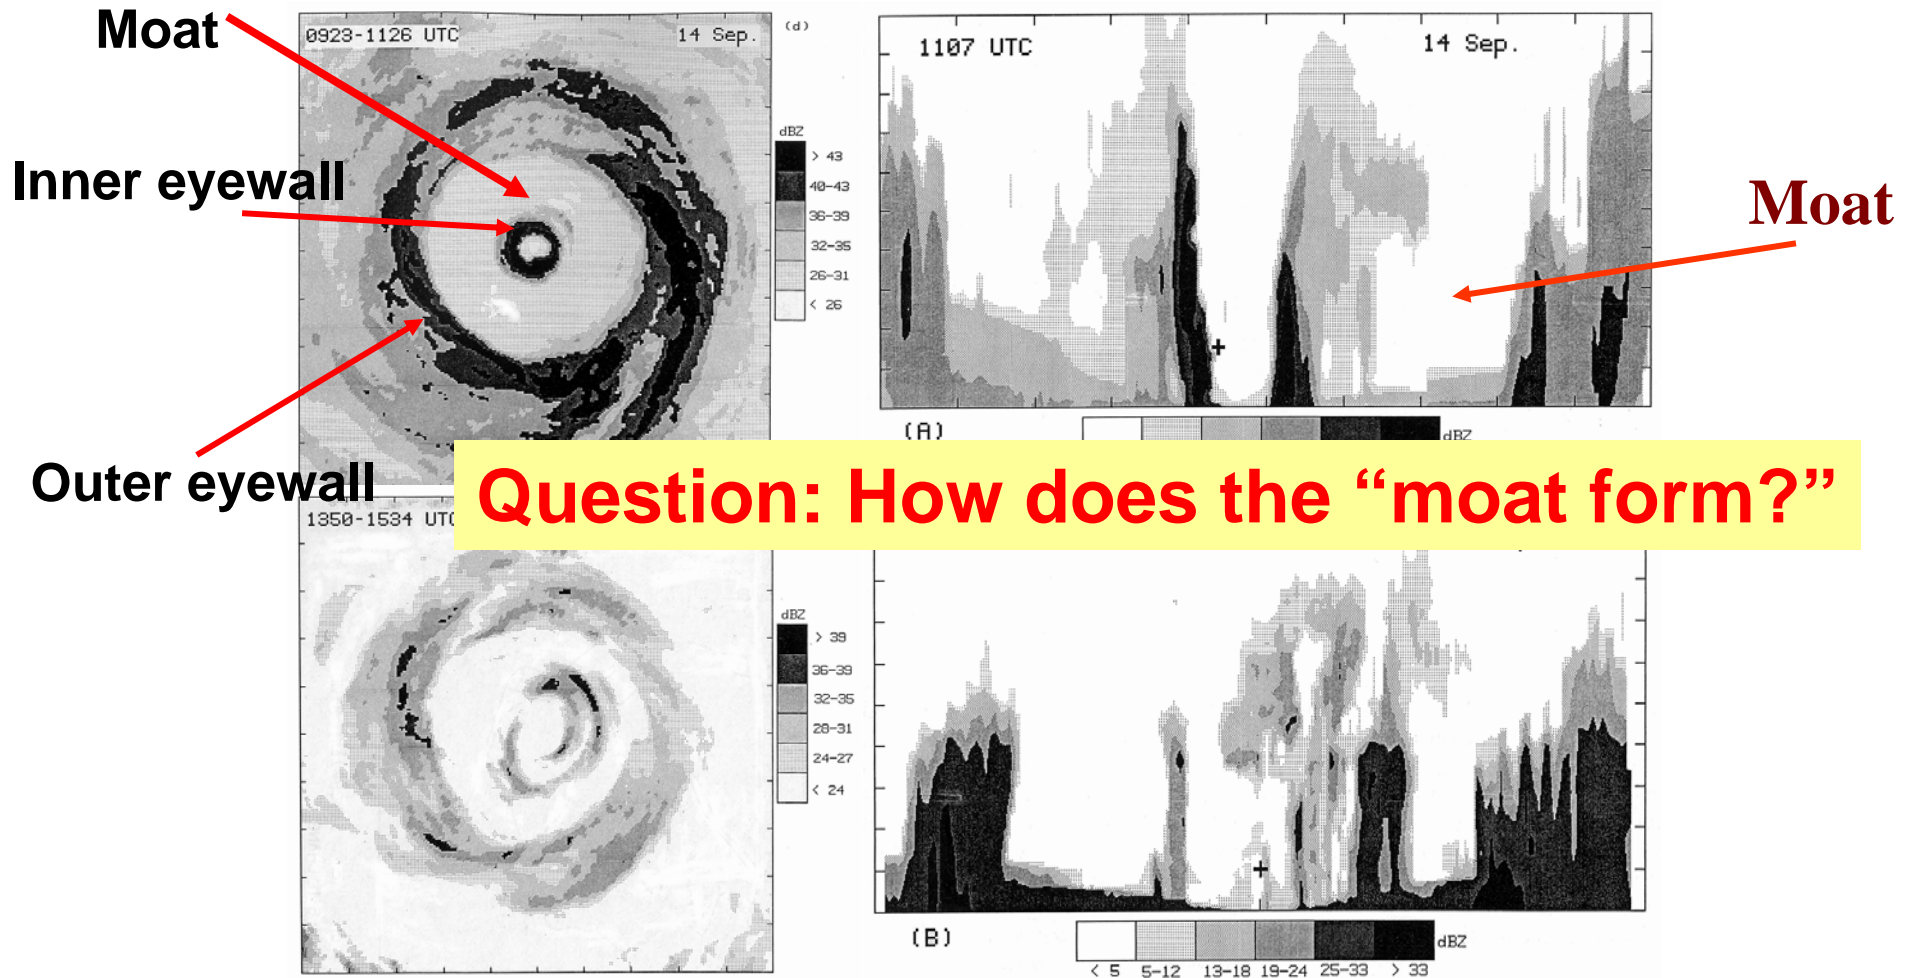 Moat
0923-1126 UTC
14 Sep.
(d)
1107 UTC
14 Sep.
dBZ
> 43
40-43
36-39
32-35
26-31
< 26
Inner eyewall
Moat
(A)
dBZ
Outer eyewall
Question: How does the “moat form?”
1350-1534 UTC
dBZ
> 39
36-39
32-35
28-31
24-27
< 24
(B)
dBZ
< 5 5-12 13-18 19-24 25-33 > 33